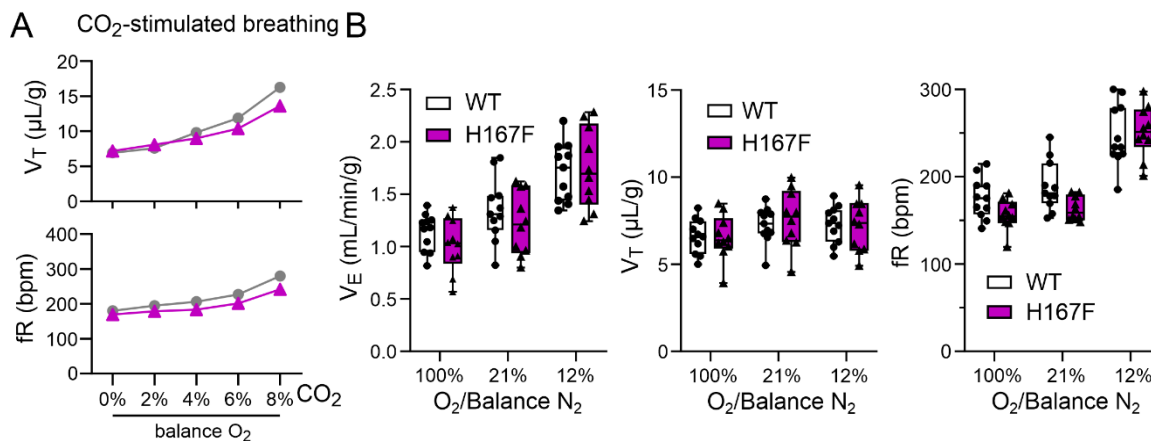 A CO₂-stimulated breathing
20
15
10
5
0
V_T (µL/g)
400
300
200
100
0
fR (bpm)
0% 2% 4% 6% 8% CO₂
balance O₂
B
2.5
2.0
1.5
1.0
0.5
0.0
V_E (mL/min/g)
WT
H167F
100% 21% 12%
O₂/Balance N₂
15
10
5
0
V_T (µL/g)
WT
H167F
100% 21% 12%
O₂/Balance N₂
300
200
100
0
fR (bpm)
WT
H167F
100% 21% 12%
O₂/Balance N₂